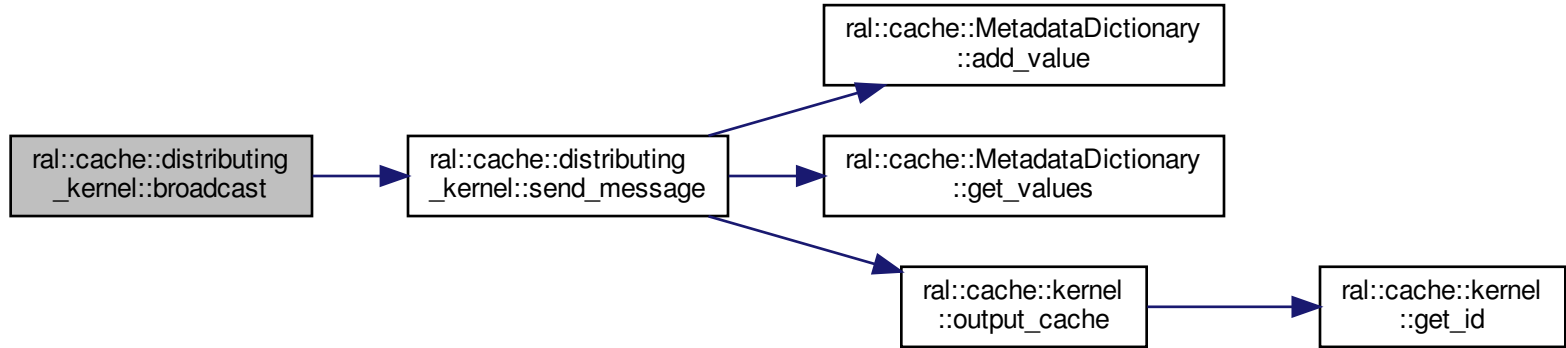 ral::cache::distributing
_kernel::broadcast
ral::cache::distributing
_kernel::send_message
ral::cache::MetadataDictionary
::add_value
ral::cache::MetadataDictionary
::get_values
ral::cache::kernel
::output_cache
ral::cache::kernel
::get_id